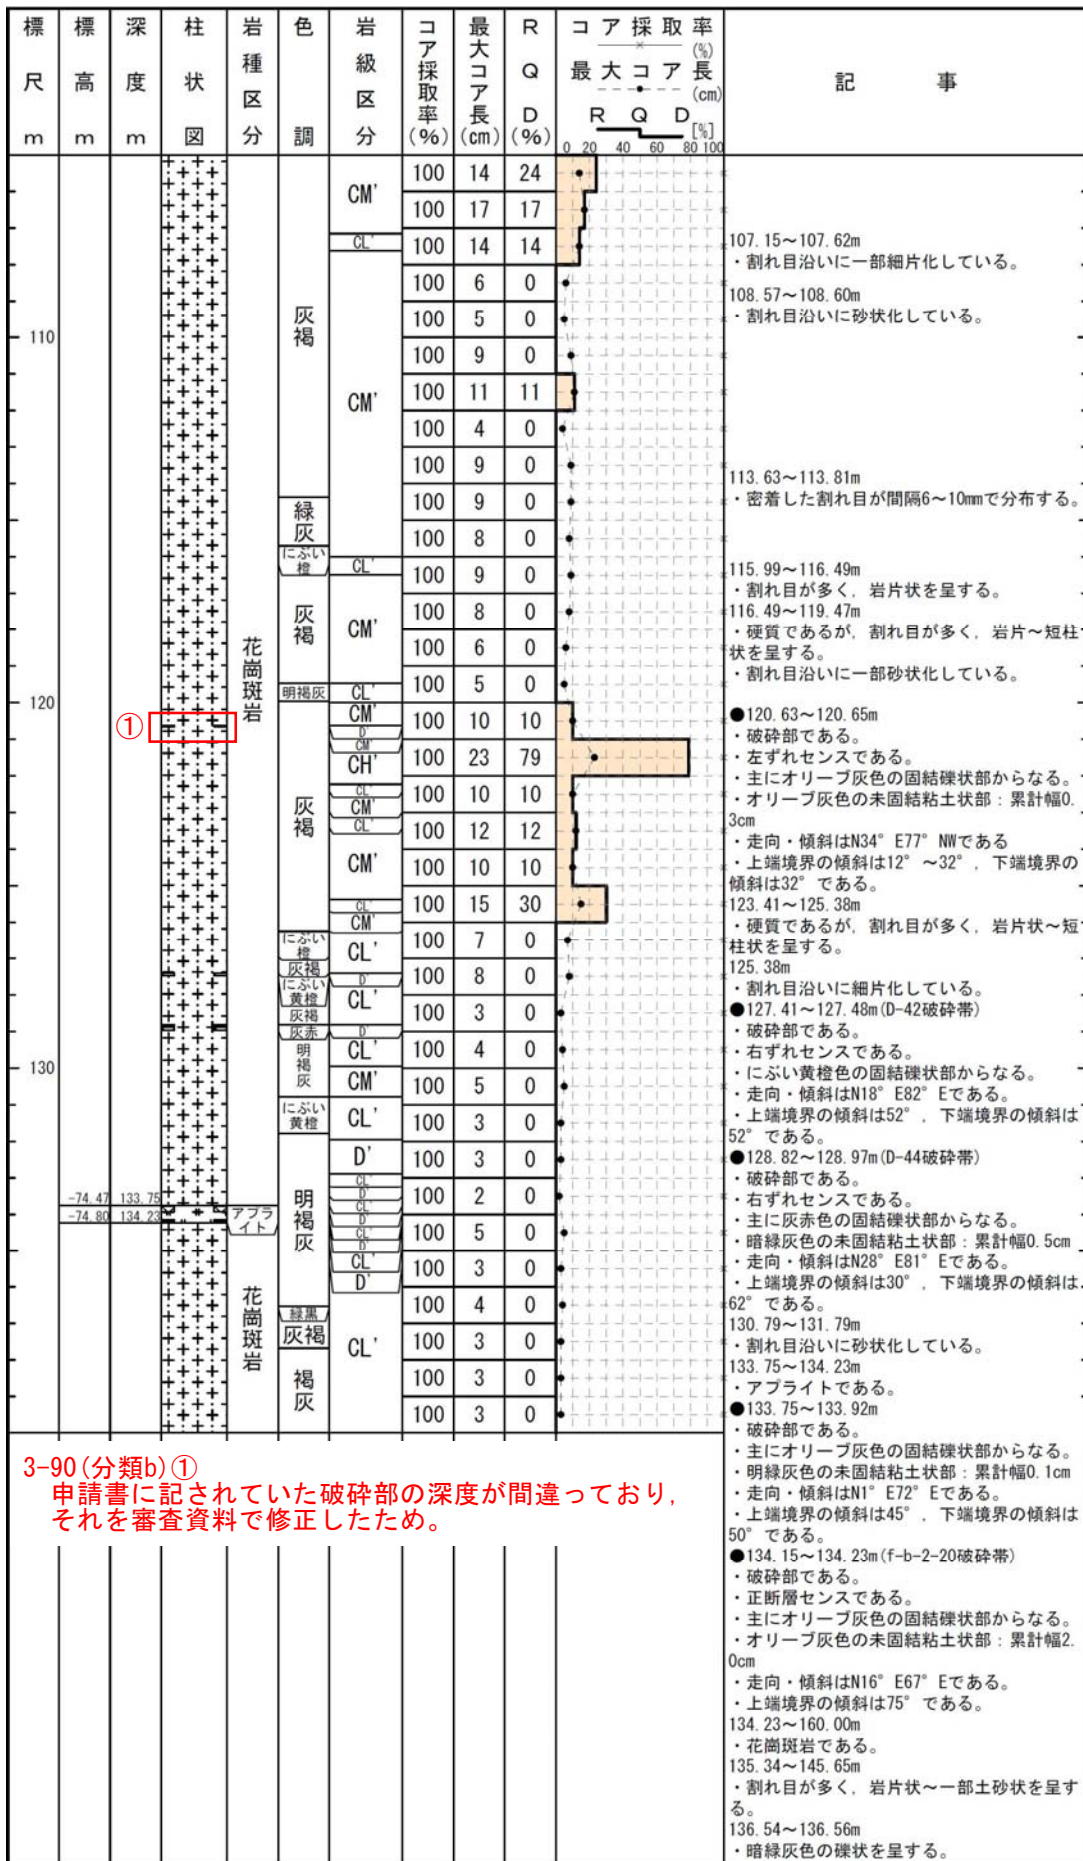 標尺m
標高m
深度m
柱状図
岩種区分
色調
岩級区分
コア採取率(%)
最大コア長(cm)
RQD(%)
コア採取率(%)
最大コア長(cm)
RQD[%]
0 20 40 60 80 100
記事
110
120
130
①
-74.47 133.75
-74.80 134.23
花崗斑岩
アプライト
花崗斑岩
灰褐
緑灰
にぶい橙
灰褐
明褐灰
灰褐
にぶい橙
灰褐
にぶい黄橙
灰褐
灰赤
明褐灰
にぶい黄橙
明褐灰
緑黒
灰褐
褐灰
CM'
CL'
CM'
CL'
CM'
CL'
CM'
D'
CM'
CH'
CL'
CM'
CL'
CM'
CL'
CM'
CL'
D'
CL'
D'
CL'
CM'
CL'
D'
CL'
D'
CL'
D'
CL'
D'
CL'
D'
CL'
100 14 24
100 17 17
100 14 14
100 6 0
100 5 0
100 9 0
100 11 11
100 4 0
100 9 0
100 9 0
100 8 0
100 9 0
100 8 0
100 6 0
100 5 0
100 10 10
100 23 79
100 10 10
100 12 12
100 10 10
100 15 30
100 7 0
100 8 0
100 3 0
100 4 0
100 5 0
100 3 0
100 3 0
100 2 0
100 5 0
100 3 0
100 4 0
100 3 0
100 3 0
100 3 0
107.15～107.62m
・割れ目沿いに一部細片化している。
108.57～108.60m
・割れ目沿いに砂状化している。
113.63～113.81m
・密着した割れ目が間隔6～10mmで分布する。
115.99～116.49m
・割れ目が多く，岩片状を呈する。
116.49～119.47m
・硬質であるが，割れ目が多く，岩片～短柱
状を呈する。
・割れ目沿いに一部砂状化している。
●120.63～120.65m
・破砕部である。
・左ずれセンスである。
・主にオリーブ灰色の固結礫状部からなる。
・オリーブ灰色の未固結粘土状部：累計幅0.
3cm
・走向・傾斜はN34°E77°NWである
・上端境界の傾斜は12°～32°，下端境界の
傾斜は32°である。
123.41～125.38m
・硬質であるが，割れ目が多く，岩片状～短
柱状を呈する。
125.38m
・割れ目沿いに細片化している。
●127.41～127.48m(D-42破砕帯)
・破砕部である。
・右ずれセンスである。
・にぶい黄橙色の固結礫状部からなる。
・走向・傾斜はN18°E82°Eである。
・上端境界の傾斜は52°，下端境界の傾斜は
52°である。
●128.82～128.97m(D-44破砕帯)
・破砕部である。
・右ずれセンスである。
・主に灰赤色の固結礫状部からなる。
・暗緑灰色の未固結粘土状部：累計幅0.5cm
・走向・傾斜はN28°E81°Eである。
・上端境界の傾斜は30°，下端境界の傾斜は
62°である。
130.79～131.79m
・割れ目沿いに砂状化している。
133.75～134.23m
・アプライトである。
●133.75～133.92m
・破砕部である。
・主にオリーブ灰色の固結礫状部からなる。
・明緑灰色の未固結粘土状部：累計幅0.1cm
・走向・傾斜はN1°E72°Eである。
・上端境界の傾斜は45°，下端境界の傾斜は
50°である。
●134.15～134.23m(f-b-2-20破砕帯)
・破砕部である。
・正断層センスである。
・主にオリーブ灰色の固結礫状部からなる。
・オリーブ灰色の未固結粘土状部：累計幅2.
0cm
・走向・傾斜はN16°E67°Eである。
・上端境界の傾斜は75°である。
134.23～160.00m
・花崗斑岩である。
135.34～145.65m
・割れ目が多く，岩片状～一部土砂状を呈す
る。
136.54～136.56m
・暗緑灰色の礫状を呈する。
3-90(分類b)①
申請書に記されていた破砕部の深度が間違っており，
それを審査資料で修正したため。